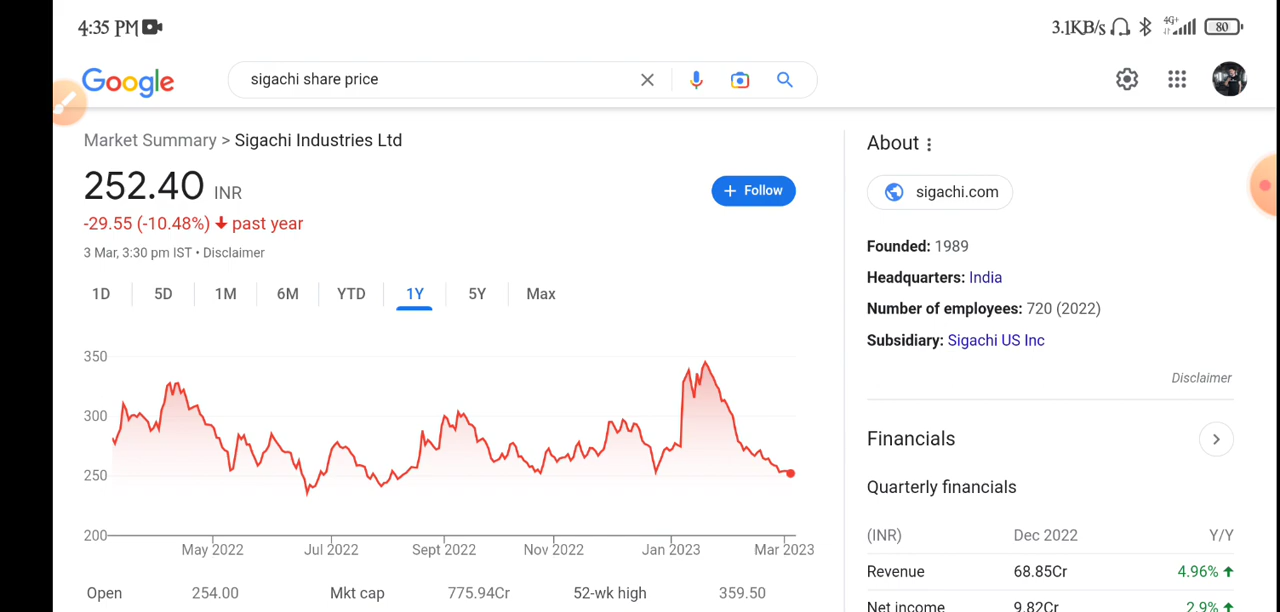 4:35 PM
3.1KB/s 4G+ 80
Google
sigachi share price
Market Summary > Sigachi Industries Ltd
252.40 INR
+ Follow
-29.55 (-10.48%) ↓ past year
3 Mar, 3:30 pm IST • Disclaimer
1D 5D 1M 6M YTD 1Y 5Y Max
350
300
250
200
May 2022 Jul 2022 Sept 2022 Nov 2022 Jan 2023 Mar 2023
Open 254.00 Mkt cap 775.94Cr 52-wk high 359.50
About
sigachi.com
Founded: 1989
Headquarters: India
Number of employees: 720 (2022)
Subsidiary: Sigachi US Inc
Disclaimer
Financials
Quarterly financials
(INR) Dec 2022 Y/Y
Revenue 68.85Cr 4.96% ↑
Net income 9.82Cr 2.9% ↑